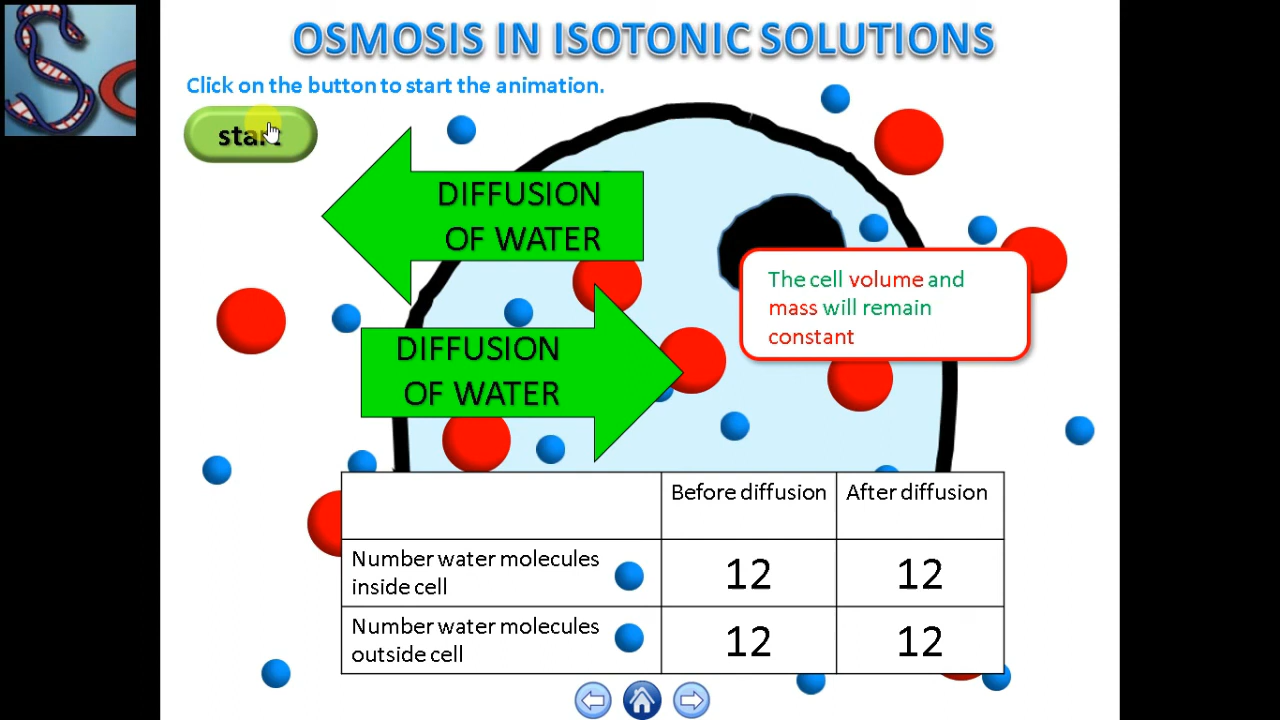 OSMOSIS IN ISOTONIC SOLUTIONS
Click on the button to start the animation.
start
DIFFUSION
OF WATER
The cell volume and
mass will remain
constant
DIFFUSION
OF WATER
Before diffusion After diffusion
Number water molecules
inside cell
12 12
Number water molecules
outside cell
12 12